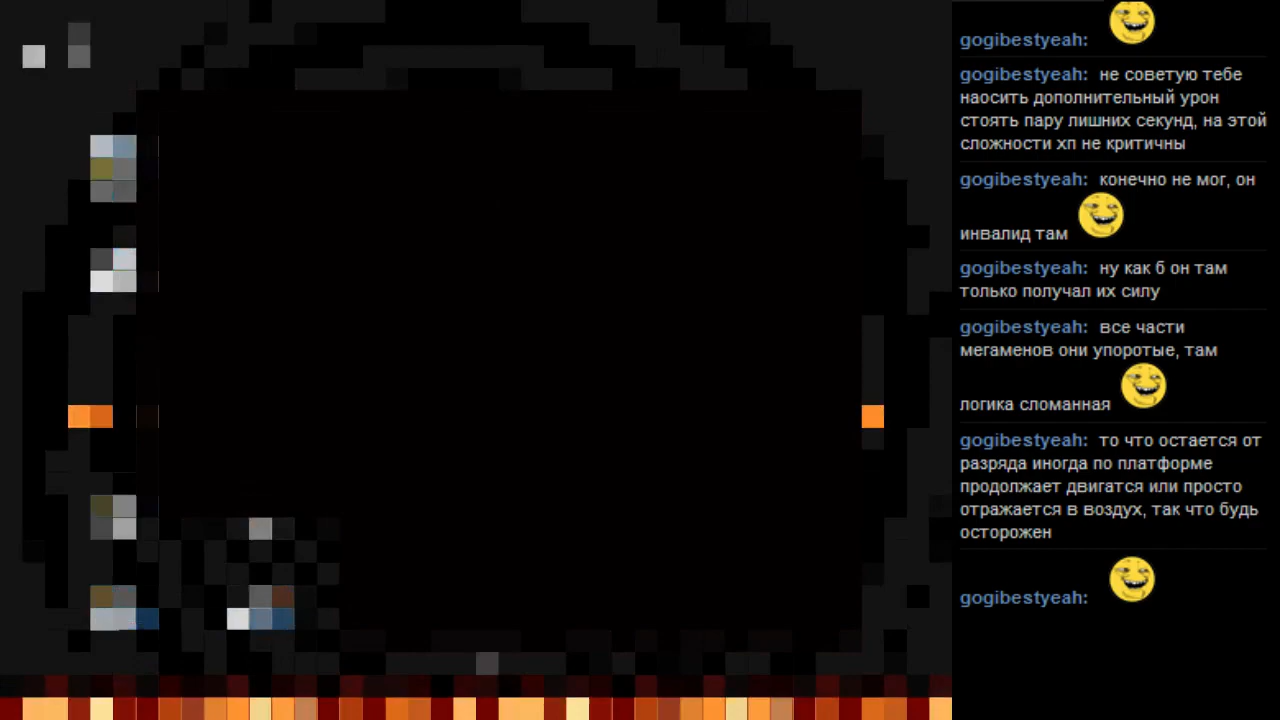 gogibestyeah:
gogibestyeah: не советую тебе
наосить дополнительный урон
стоять пару лишних секунд, на этой
сложности хп не критичны
gogibestyeah: конечно не мог, он
инвалид там
gogibestyeah: ну как б он там
только получал их силу
gogibestyeah: все части
мегаменов они упоротые, там
логика сломанная
gogibestyeah: то что остается от
разряда иногда по платформе
продолжает двигатся или просто
отражается в воздух, так что будь
осторожен
gogibestyeah: